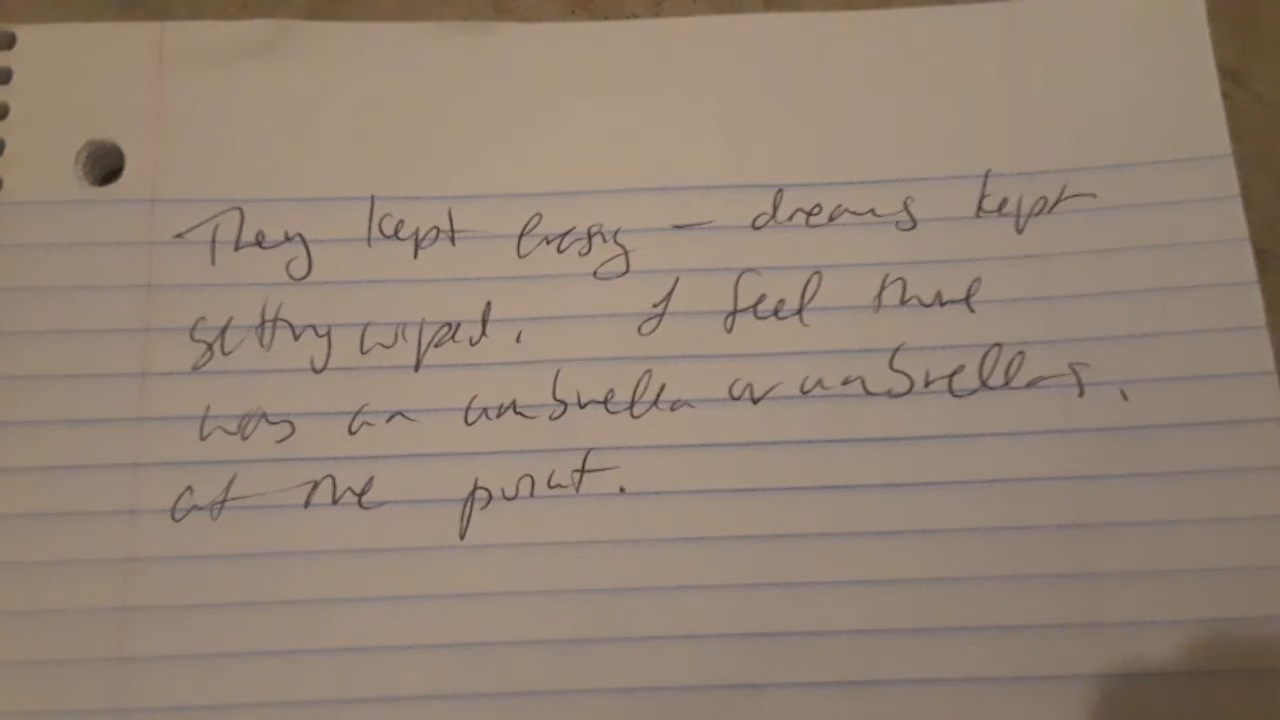 They kept erasing – dreams kept
getting wiped. I feel there
was an umbrella or umbrellas.
at one point.